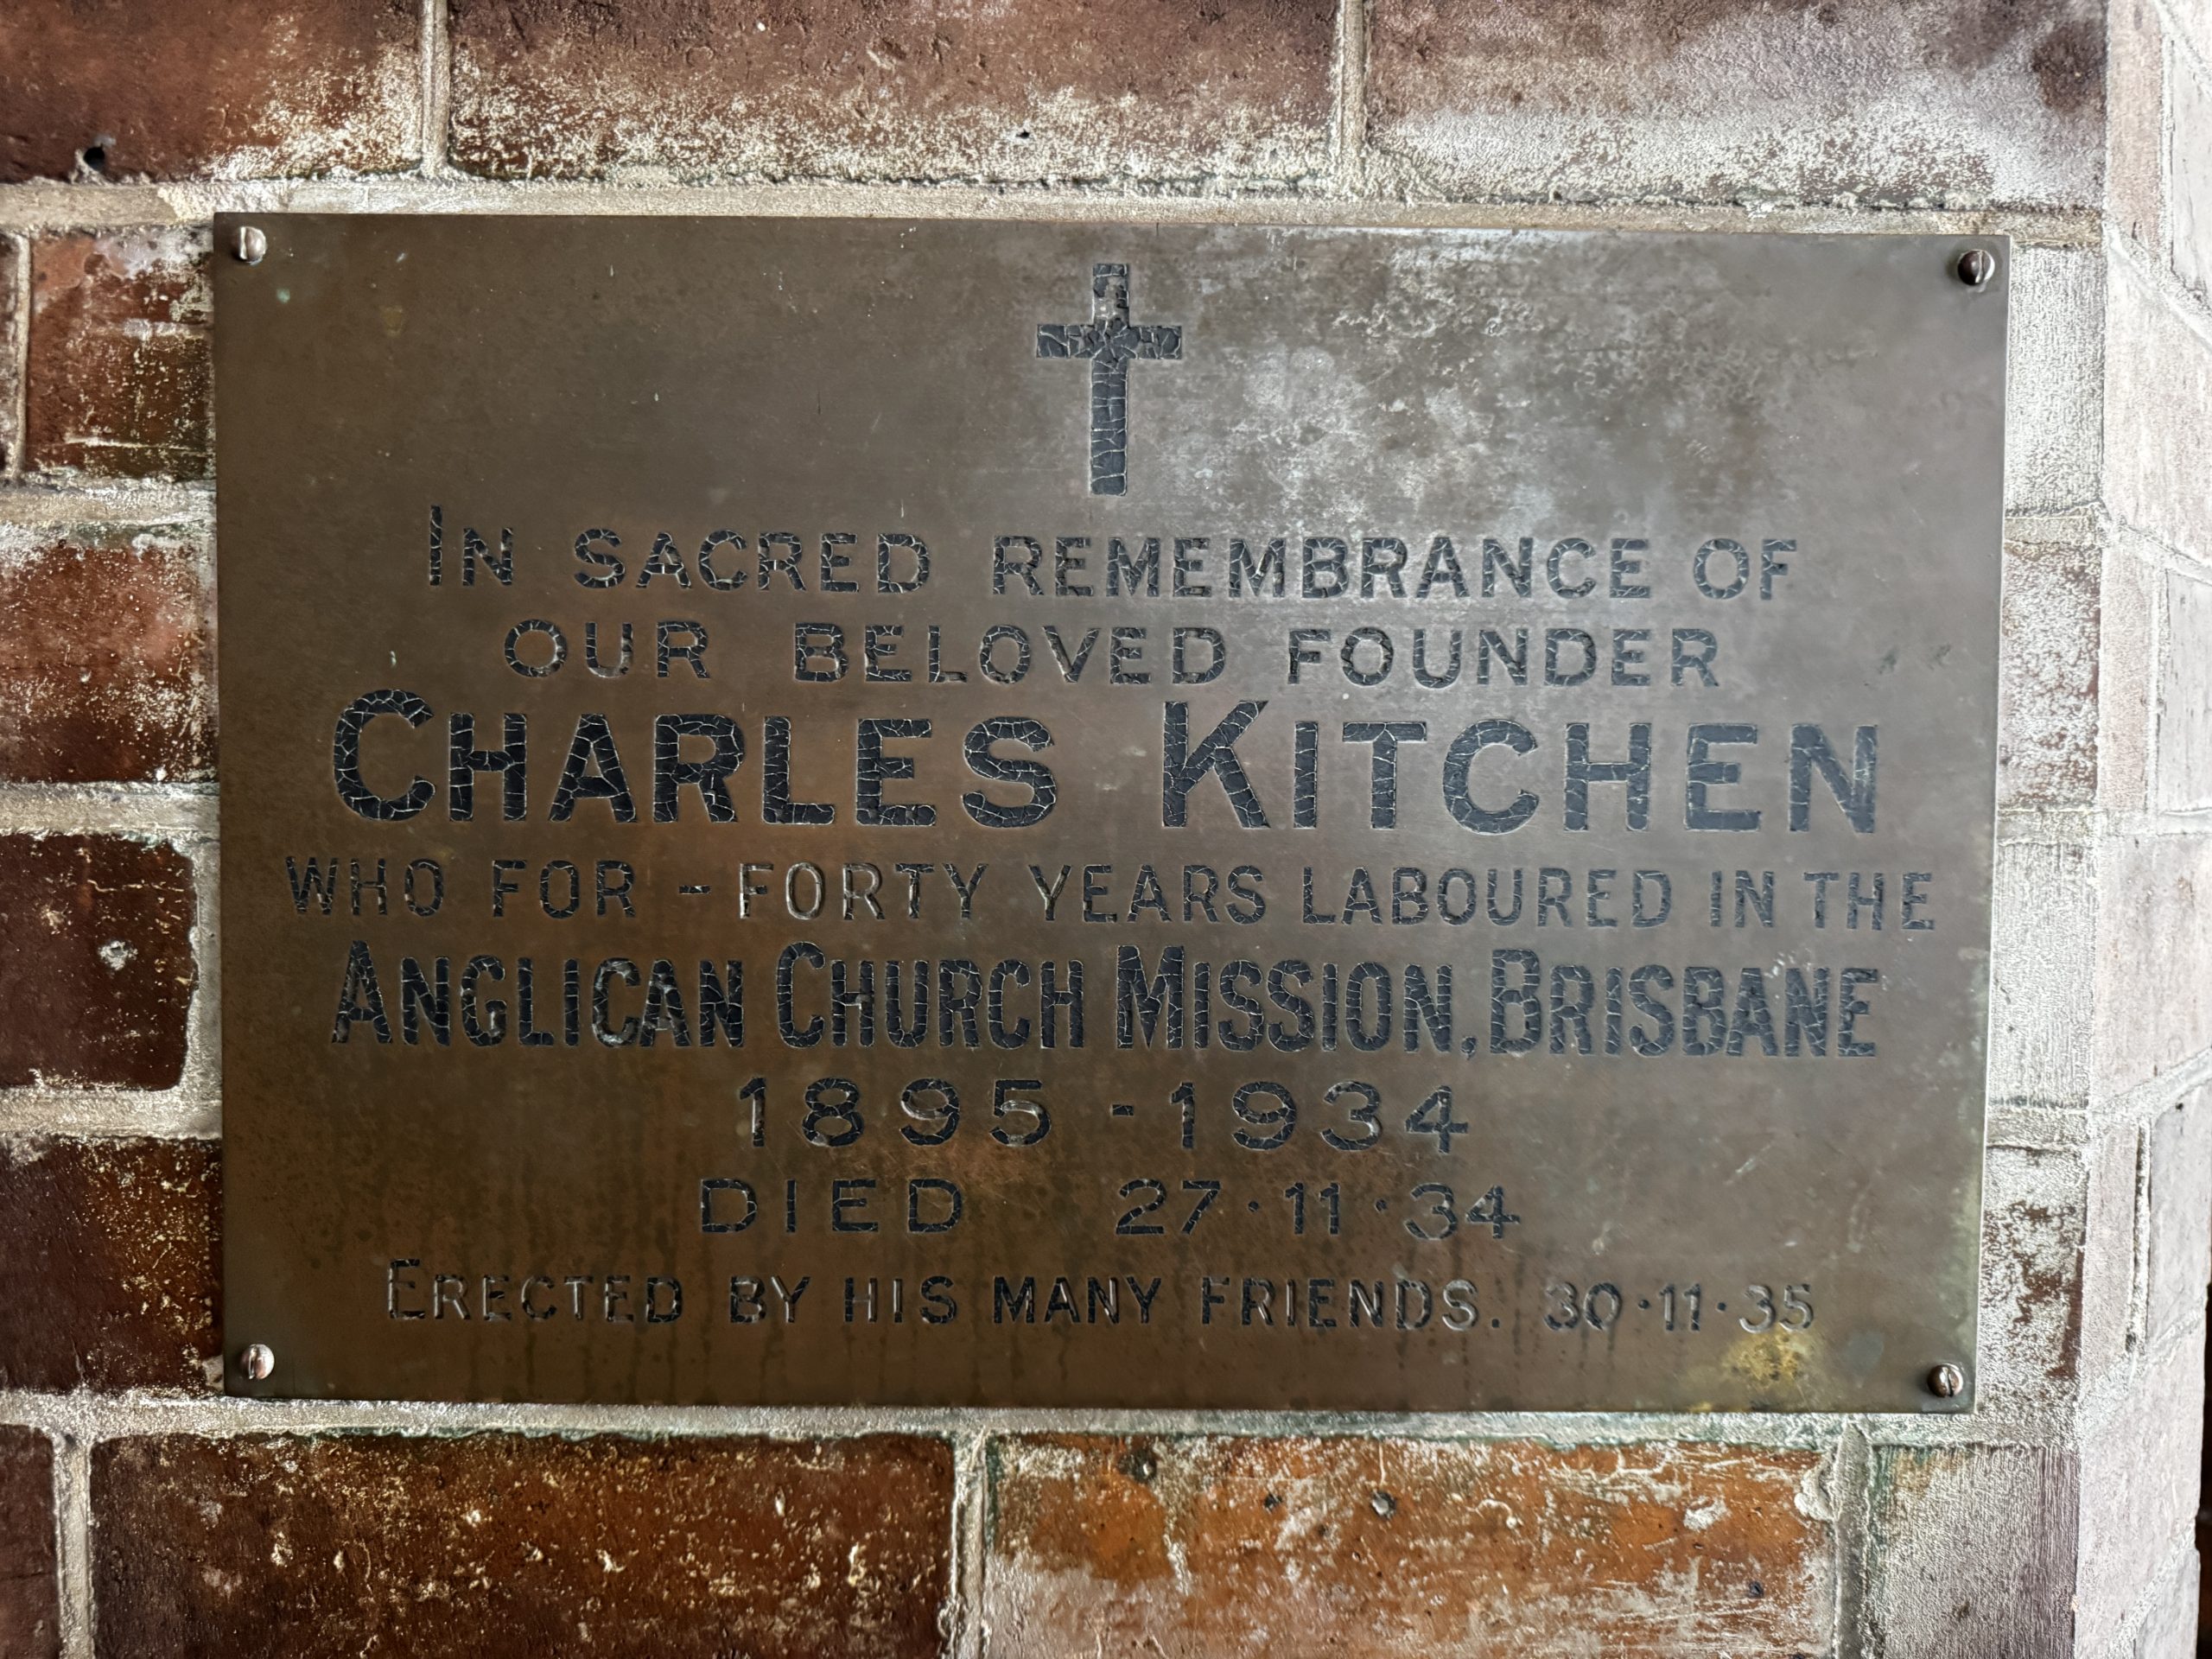 IN SACRED REMEMBRANCE OF
OUR BELOVED FOUNDER
CHARLES KITCHEN
WHO FOR - FORTY YEARS LABOURED IN THE
ANGLICAN CHURCH MISSION, BRISBANE
1895 - 1934
DIED 27·11·34
ERECTED BY HIS MANY FRIENDS. 30·11·35